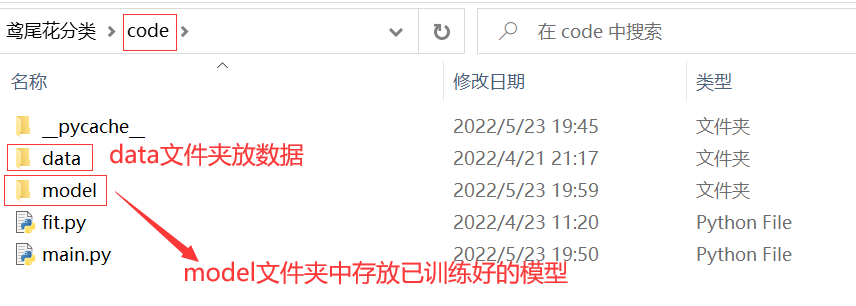 鸢尾花分类 > code >
在 code 中搜索
名称 修改日期 类型
__pycache__ 2022/5/23 19:45 文件夹
data 2022/4/21 21:17 文件夹
data文件夹放数据
model 2022/5/23 19:59 文件夹
fit.py 2022/4/23 11:20 Python File
main.py 2022/5/23 19:50 Python File
model文件夹中存放已训练好的模型